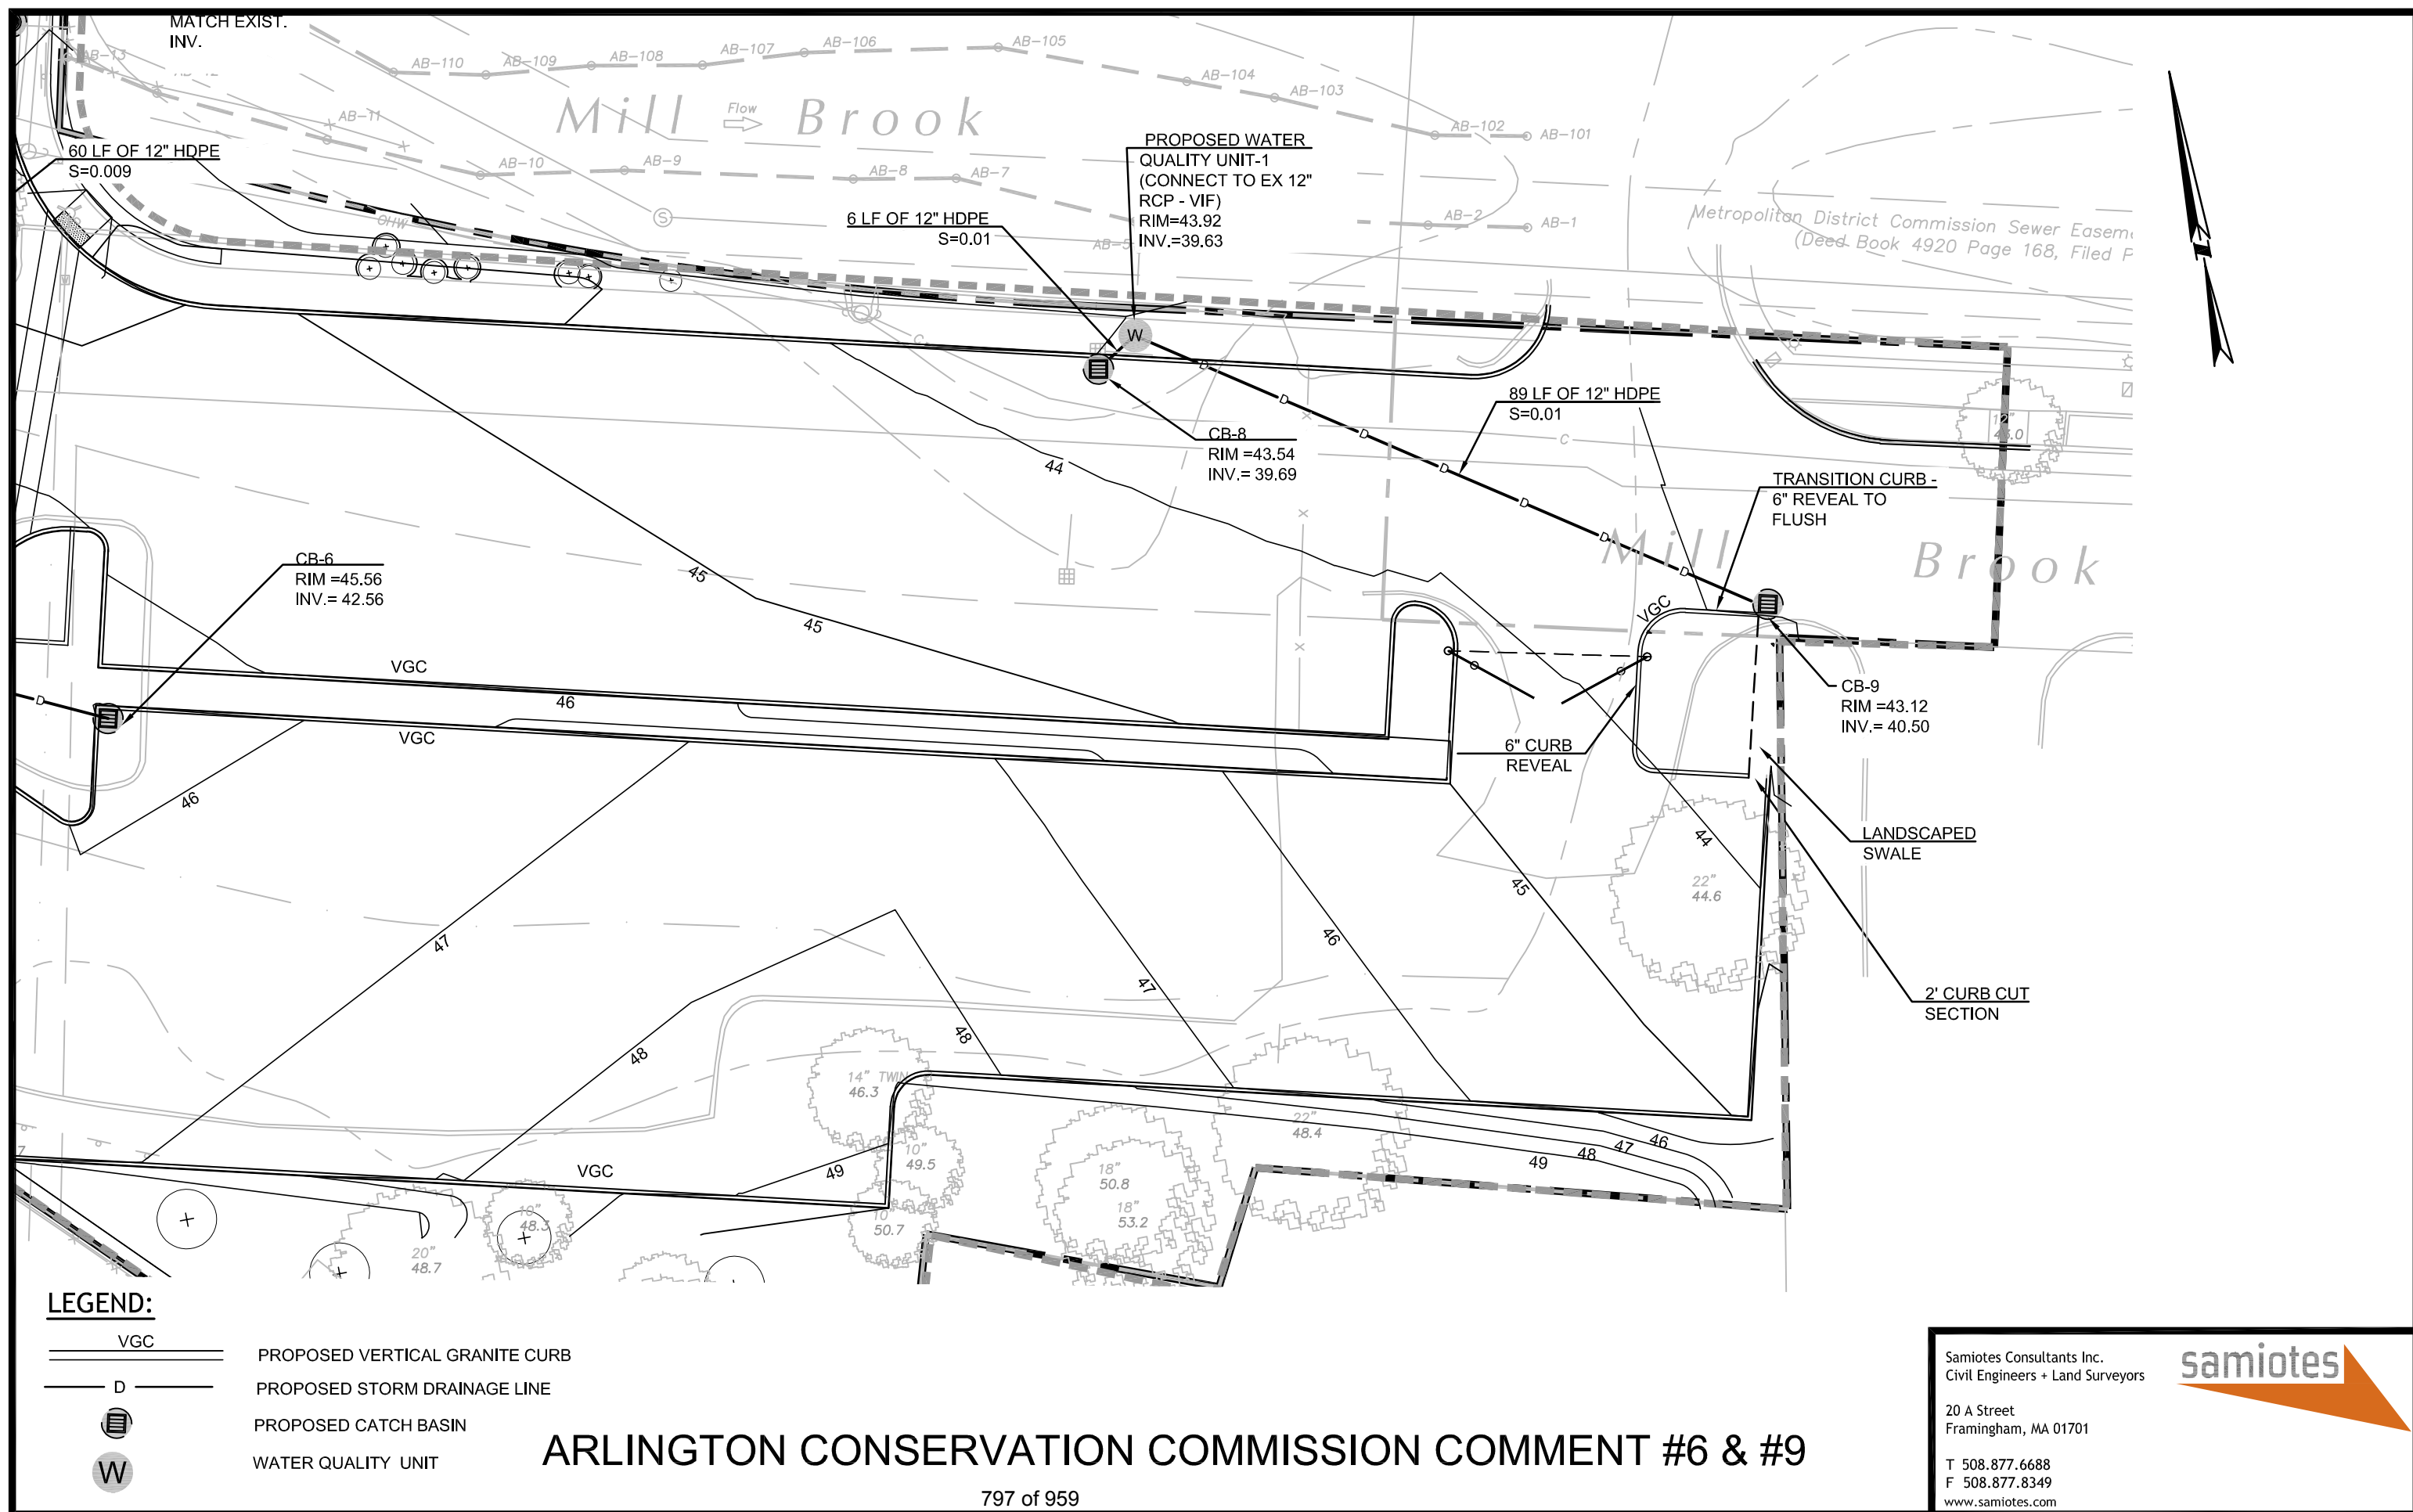 MATCH EXIST.
INV.
AB-13
AB-110
AB-109
AB-108
AB-107
AB-106
AB-105
AB-104
AB-103
AB-102
AB-101
AB-11
AB-10
AB-9
AB-8
AB-7
AB-2
AB-1
Mill Flow Brook
60 LF OF 12" HDPE
S=0.009
OHW
S
6 LF OF 12" HDPE
S=0.01
PROPOSED WATER
QUALITY UNIT-1
(CONNECT TO EX 12"
RCP - VIF)
RIM=43.92
INV.=39.63
Metropolitan District Commission Sewer Easem
(Deed Book 4920 Page 168, Filed P
W
D
D
D
D
D
D
D
C
C
89 LF OF 12" HDPE
S=0.01
CB-8
RIM =43.54
INV.= 39.69
44
TRANSITION CURB -
6" REVEAL TO
FLUSH
Mill Brook
CB-6
RIM =45.56
INV.= 42.56
45
45
VGC
VGC
46
VGC
D
CB-9
RIM =43.12
INV.= 40.50
6" CURB
REVEAL
46
44
LANDSCAPED
SWALE
22"
44.6
45
46
47
47
48
48
2' CURB CUT
SECTION
14" TWIN
46.3
10"
49.5
10"
50.7
18"
50.8
18"
53.2
22"
48.4
46
47
48
49
49
VGC
10"
48.3
20"
48.7
LEGEND:
VGC
PROPOSED VERTICAL GRANITE CURB
D
PROPOSED STORM DRAINAGE LINE
PROPOSED CATCH BASIN
W
WATER QUALITY UNIT
ARLINGTON CONSERVATION COMMISSION COMMENT #6 & #9
797 of 959
Samiotes Consultants Inc.
Civil Engineers + Land Surveyors
20 A Street
Framingham, MA 01701
T 508.877.6688
F 508.877.8349
www.samiotes.com
samiotes